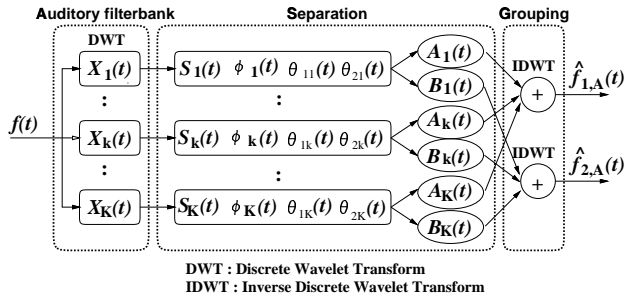 Auditory filterbank Separation Grouping
DWT
X1(t) S1(t) ϕ1(t) θ11(t) θ21(t) A1(t) IDWT
B1(t) + f̂1,A(t)
: :
f(t) Xk(t) Sk(t) ϕk(t) θ1k(t) θ2k(t) Ak(t)
Bk(t) IDWT
: : + f̂2,A(t)
XK(t) SK(t) ϕK(t) θ1K(t) θ2K(t) AK(t)
BK(t)
DWT : Discrete Wavelet Transform
IDWT : Inverse Discrete Wavelet Transform